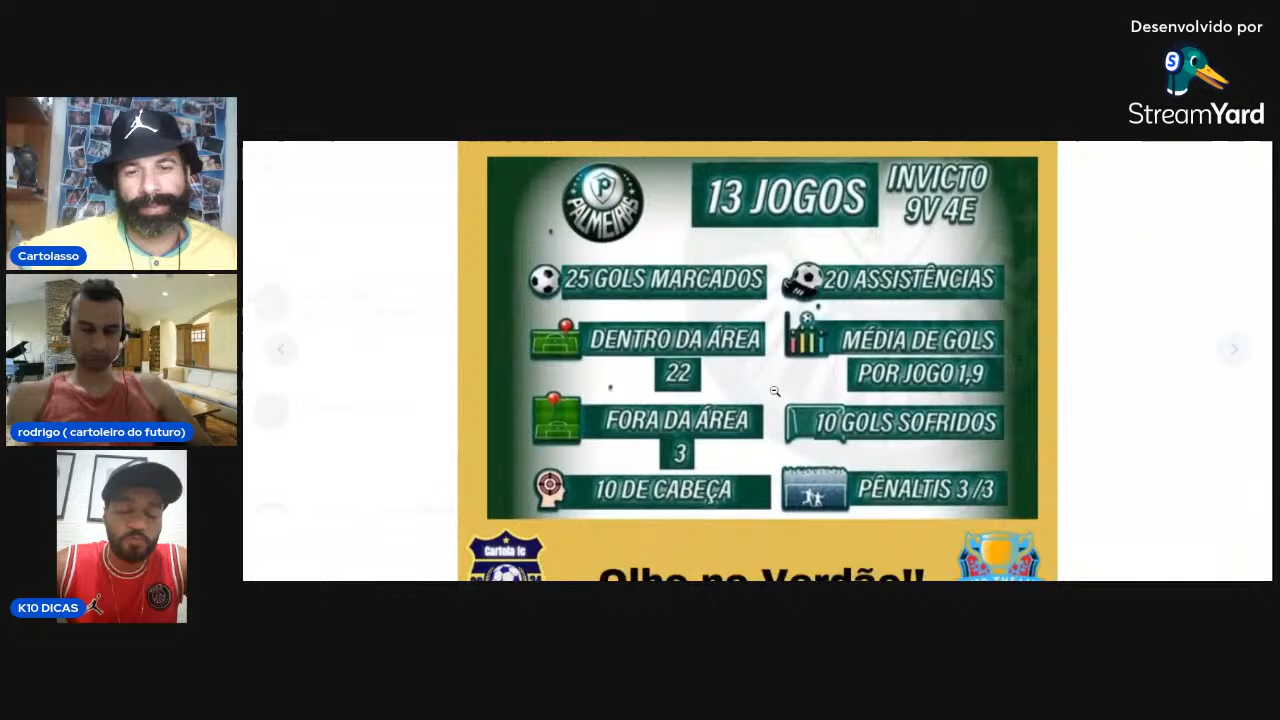 Desenvolvido por
S
StreamYard
Cartolasso
rodrigo ( cartoleiro do futuro)
K10 DICAS
P
PALMEIRAS
13 JOGOS
INVICTO
9V 4E
25 GOLS MARCADOS
20 ASSISTÊNCIAS
DENTRO DA ÁREA
22
MÉDIA DE GOLS
POR JOGO 1,9
FORA DA ÁREA
3
10 GOLS SOFRIDOS
10 DE CABEÇA
PÊNALTIS 3 /3
Cartola fc
Olho no Verdão!!